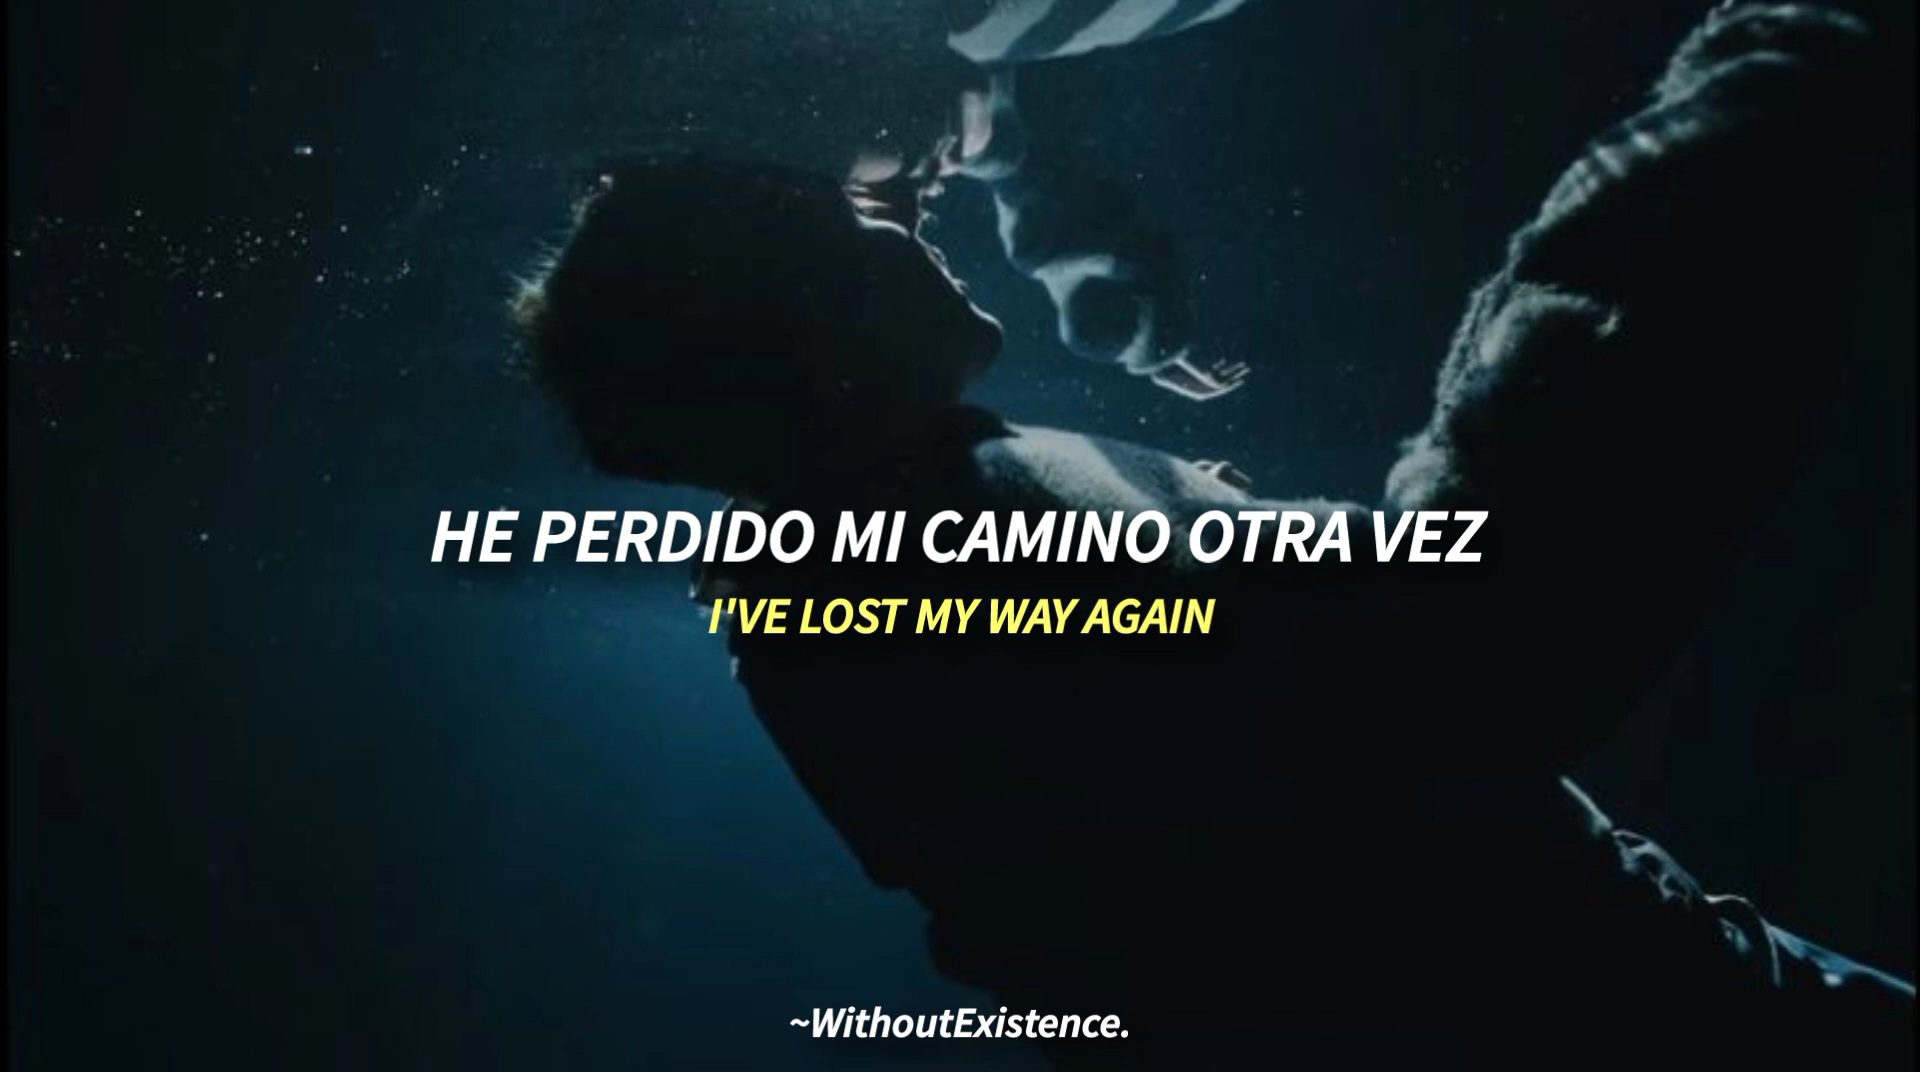 HE PERDIDO MI CAMINO OTRA VEZ
I'VE LOST MY WAY AGAIN
~WithoutExistence.